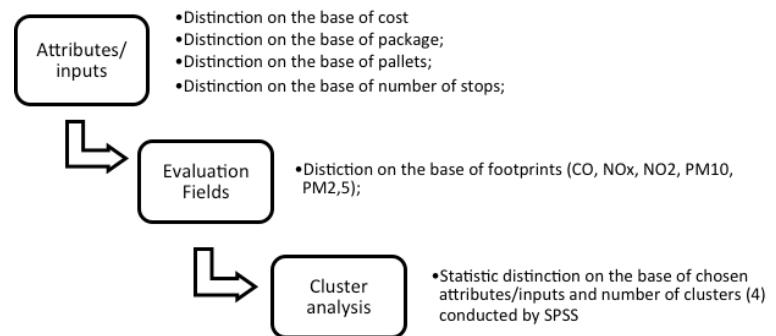 Attributes/
inputs
•Distinction on the base of cost
•Distinction on the base of package;
•Distinction on the base of pallets;
•Distinction on the base of number of stops;
Evaluation
Fields
•Distiction on the base of footprints (CO, NOx, NO2, PM10,
PM2,5);
Cluster
analysis
•Statistic distinction on the base of chosen
attributes/inputs and number of clusters (4)
conducted by SPSS